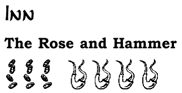 Inn
The Rose and Hammer